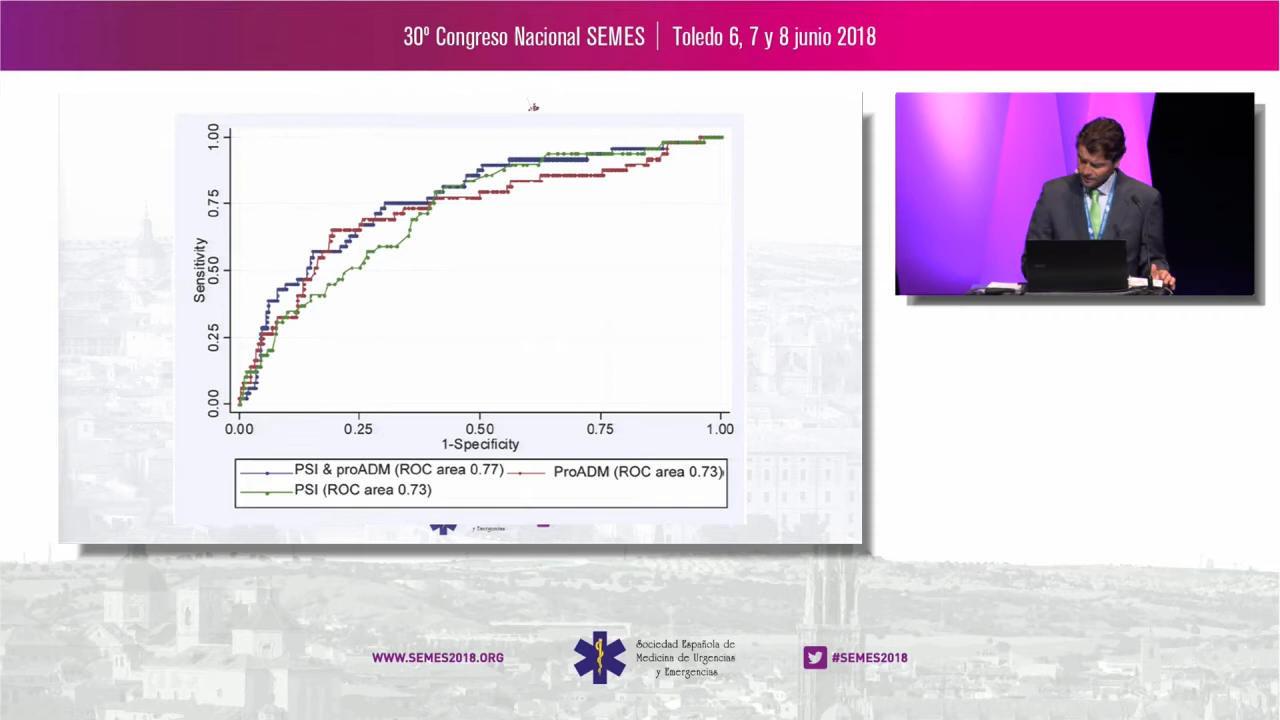 30º Congreso Nacional SEMES | Toledo 6, 7 y 8 junio 2018
1.00
0.75
0.50
0.25
0.00
Sensitivity
0.00 0.25 0.50 0.75 1.00
1-Specificity
PSI & proADM (ROC area 0.77) ProADM (ROC area 0.73)
PSI (ROC area 0.73)
y Emergencias
WWW.SEMES2018.ORG
Sociedad Española de
Medicina de Urgencias
y Emergencias
#SEMES2018